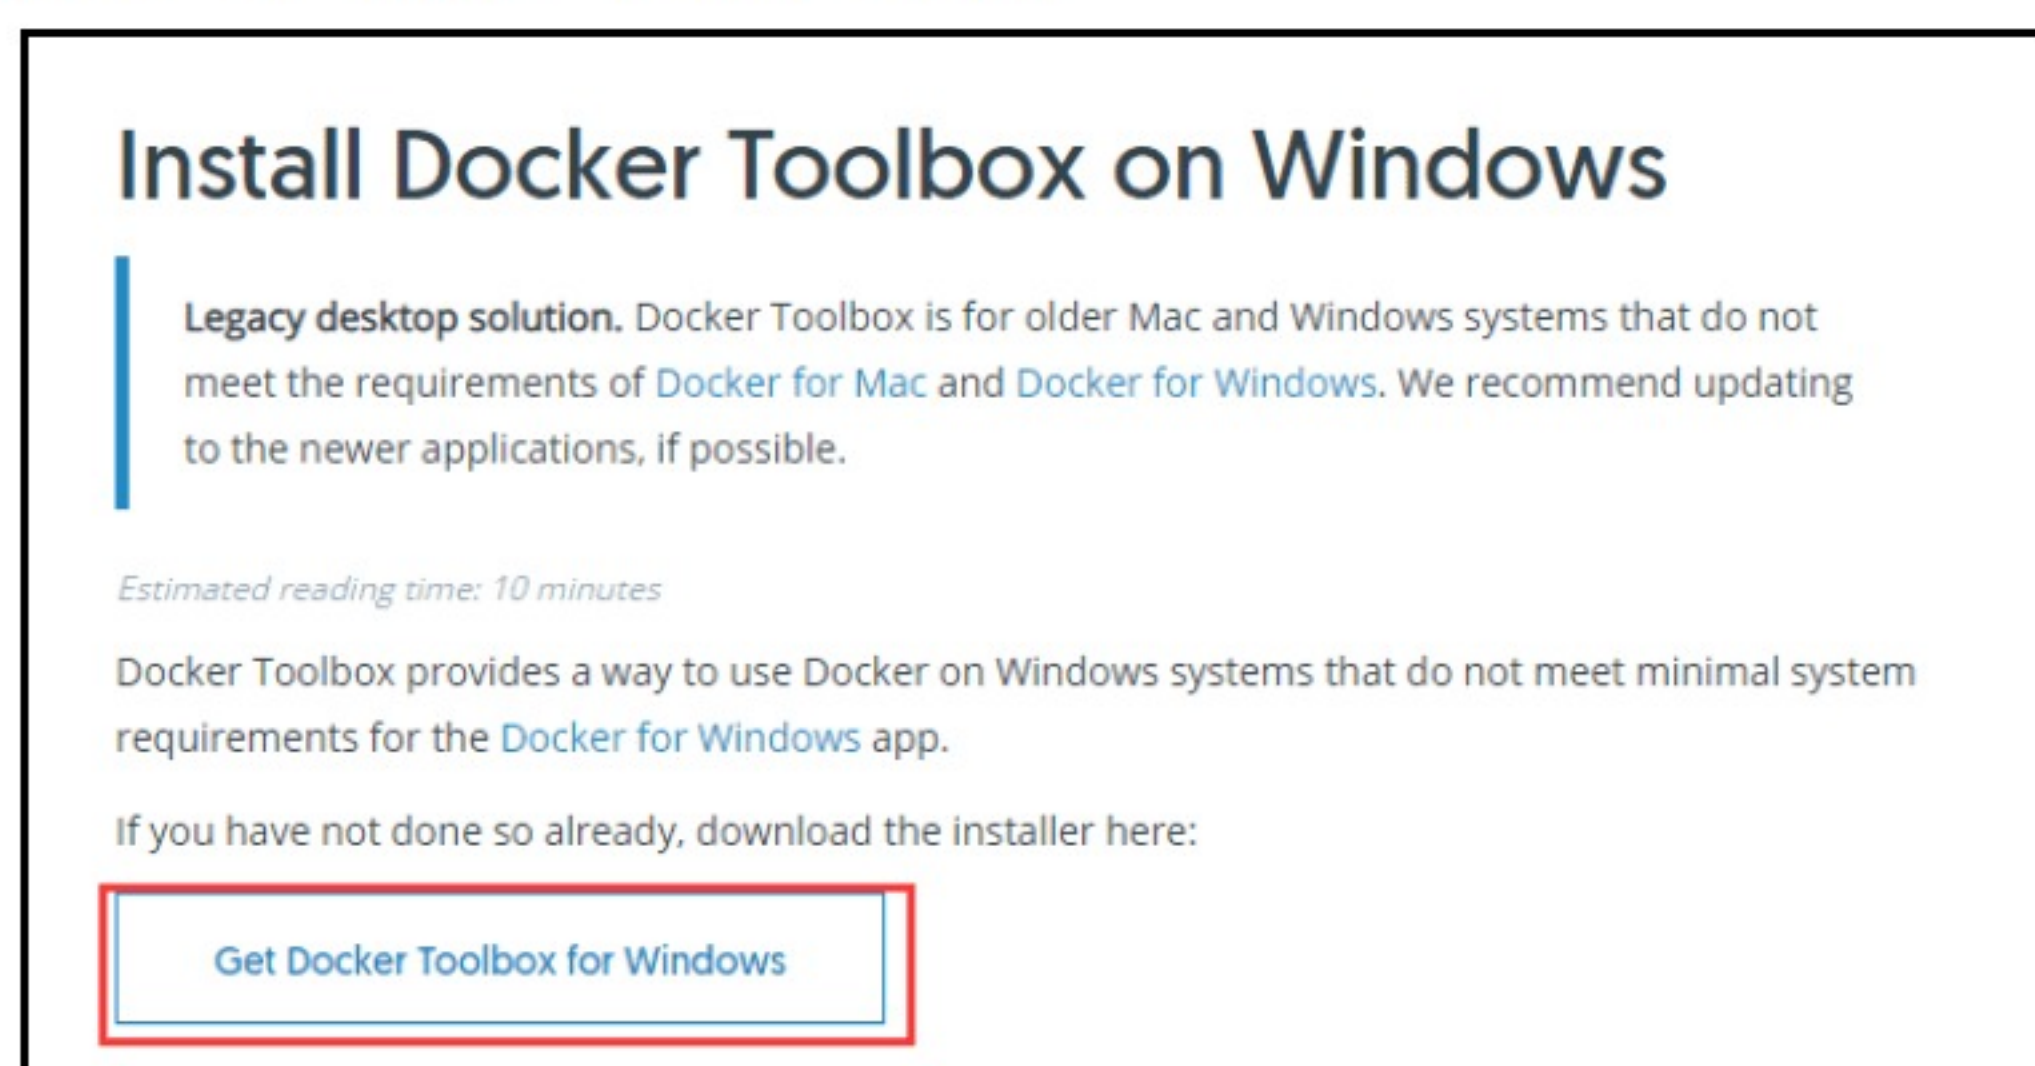 Install Docker Toolbox on Windows
Legacy desktop solution. Docker Toolbox is for older Mac and Windows systems that do not
meet the requirements of Docker for Mac and Docker for Windows. We recommend updating
to the newer applications, if possible.
Estimated reading time: 10 minutes
Docker Toolbox provides a way to use Docker on Windows systems that do not meet minimal system
requirements for the Docker for Windows app.
If you have not done so already, download the installer here:
Get Docker Toolbox for Windows